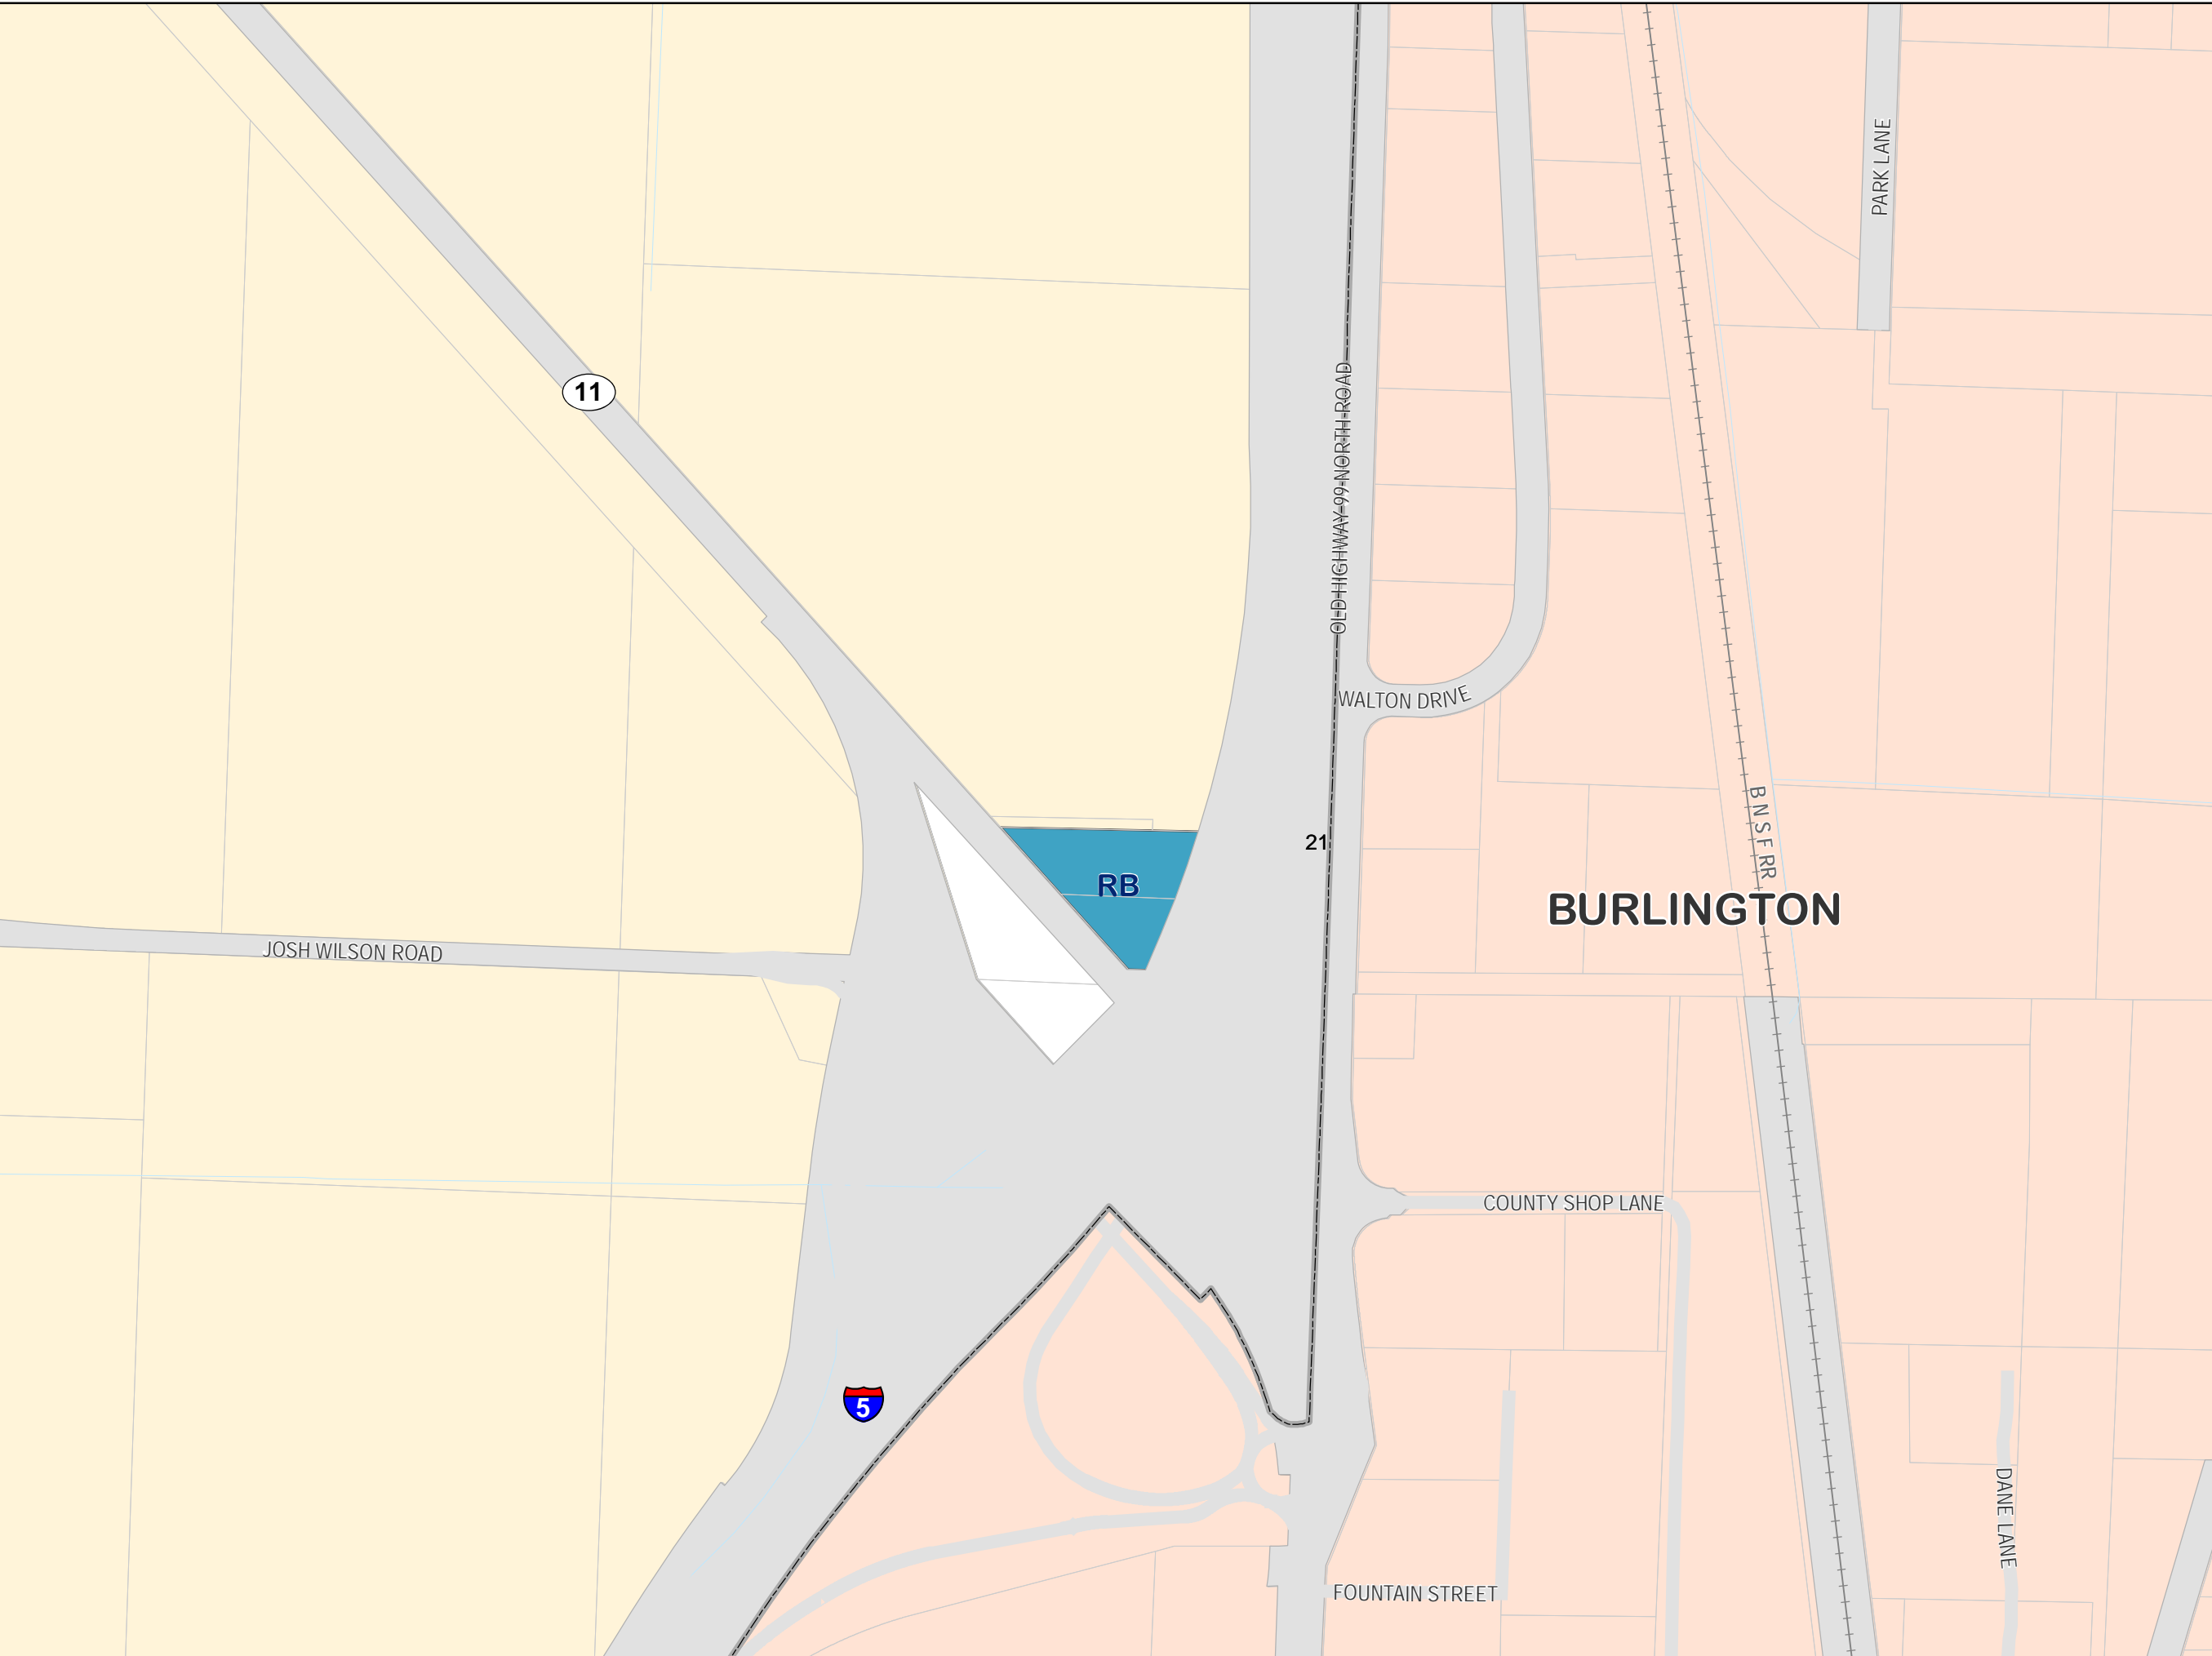 PARK LANE
11
OLD HIGHWAY 99 NORTH ROAD
WALTON DRIVE
21
BNSF RR
RB
BURLINGTON
JOSH WILSON ROAD
COUNTY SHOP LANE
5
DANE LANE
FOUNTAIN STREET